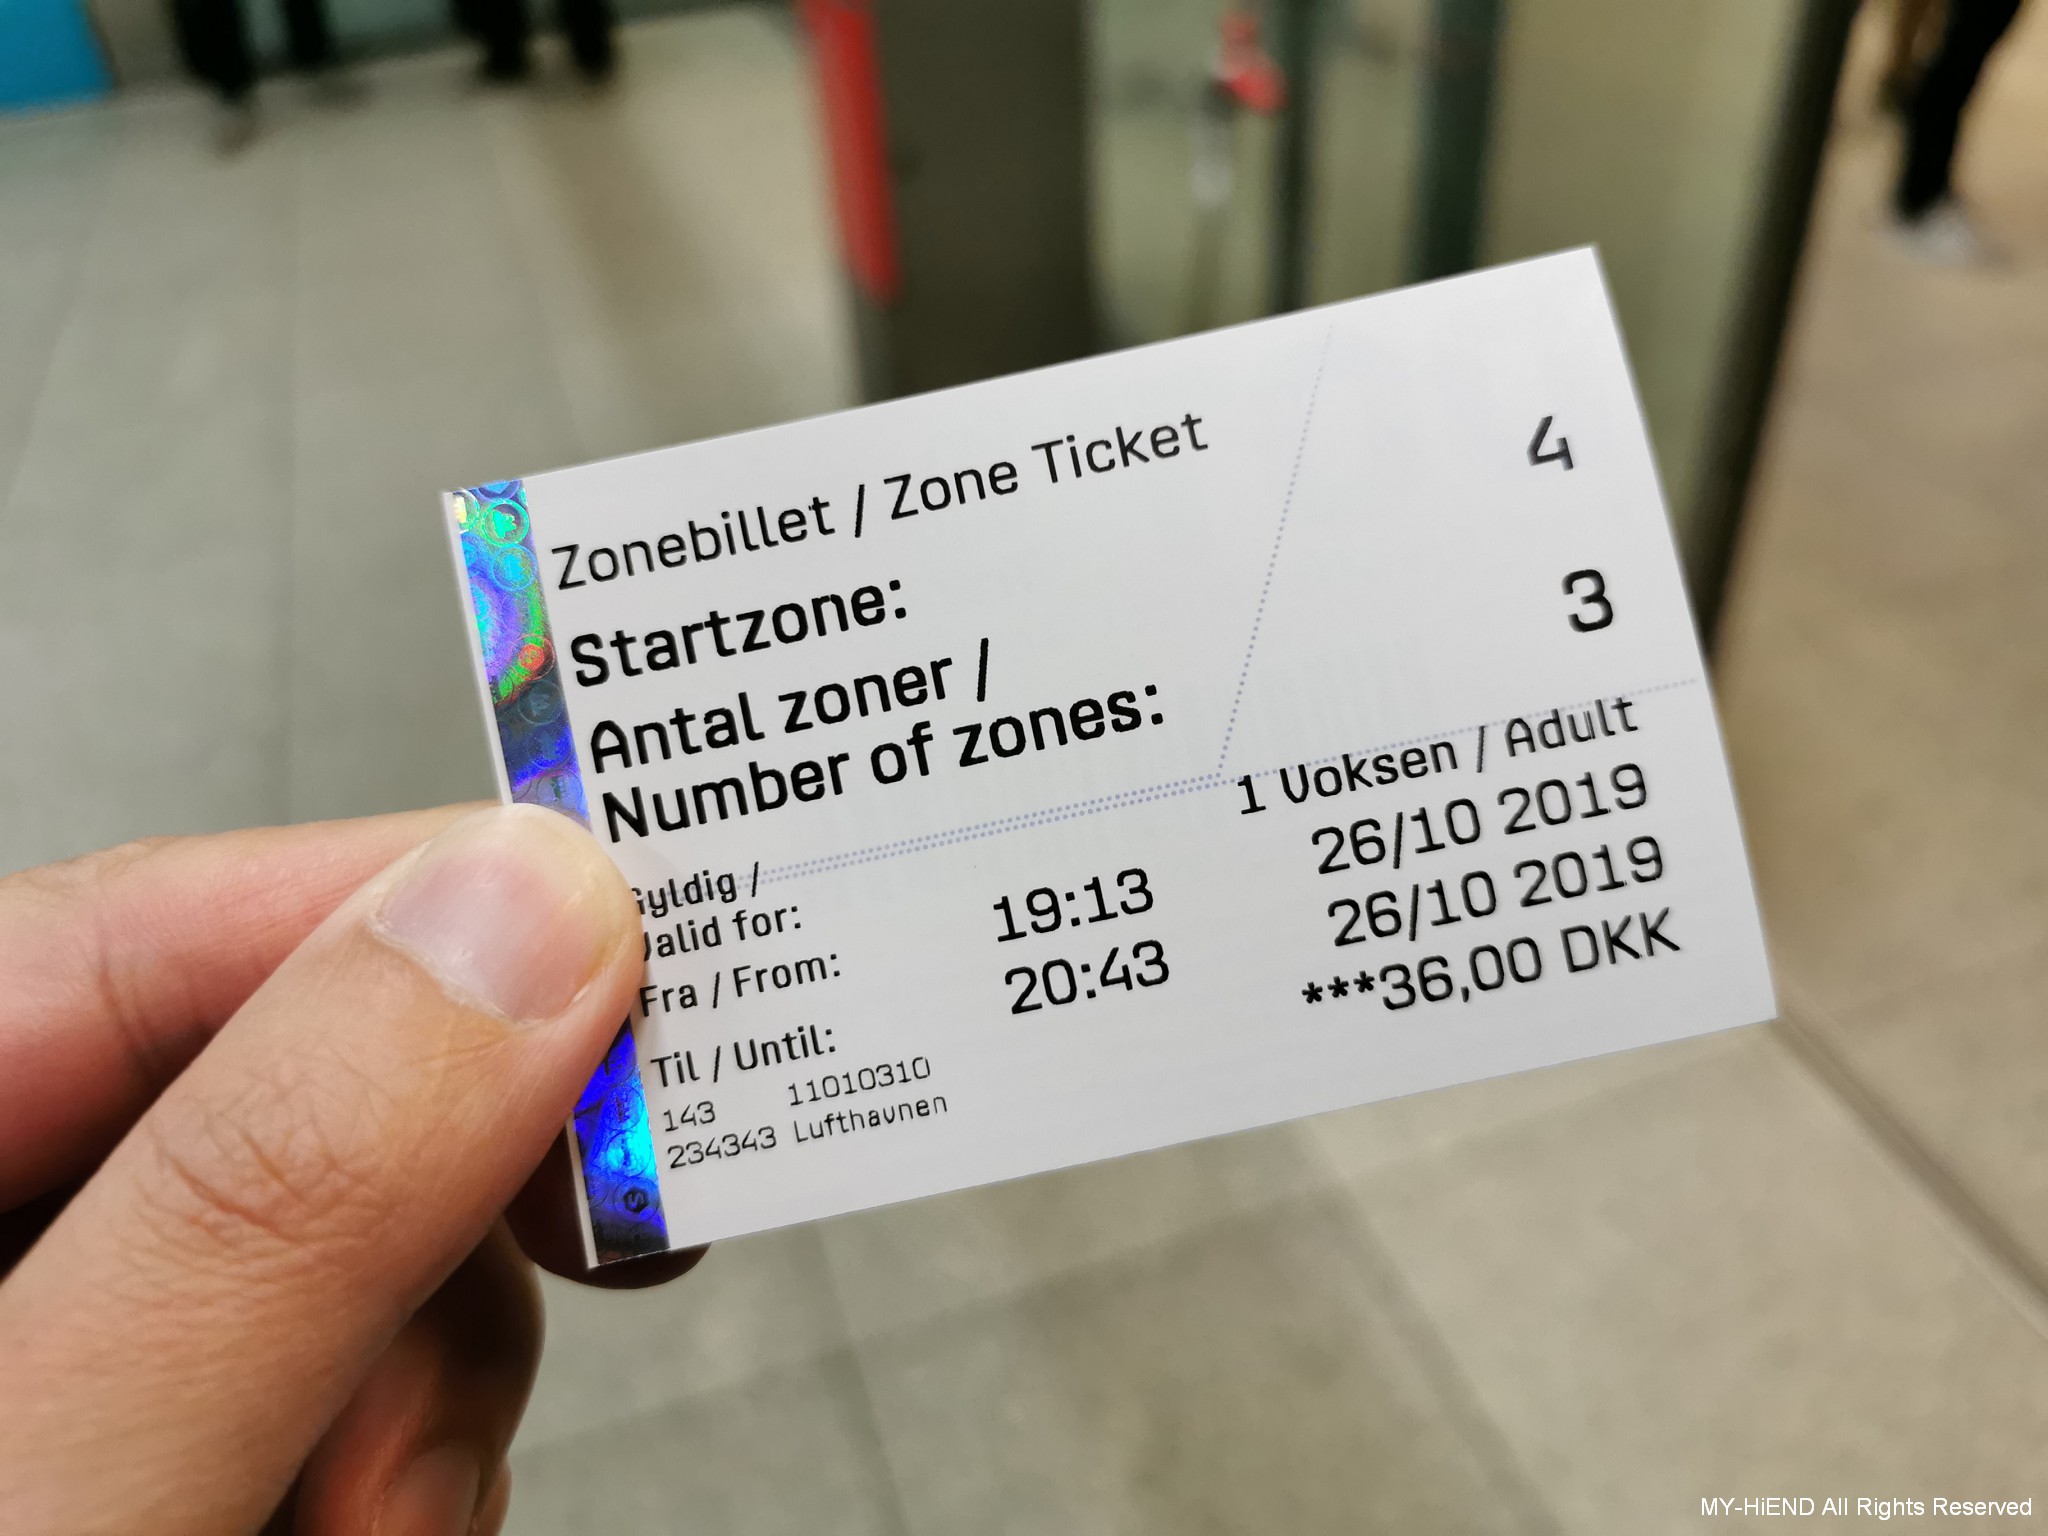 Zonebillet / Zone Ticket
Startzone: 4
Antal zoner /
Number of zones: 3
Gyldig /
Valid for: 1 Voksen / Adult
Fra / From: 19:13 26/10 2019
Til / Until: 20:43 26/10 2019
***36,00 DKK
143 11010310
234343 Lufthavnen
MY-HiEND All Rights Reserved